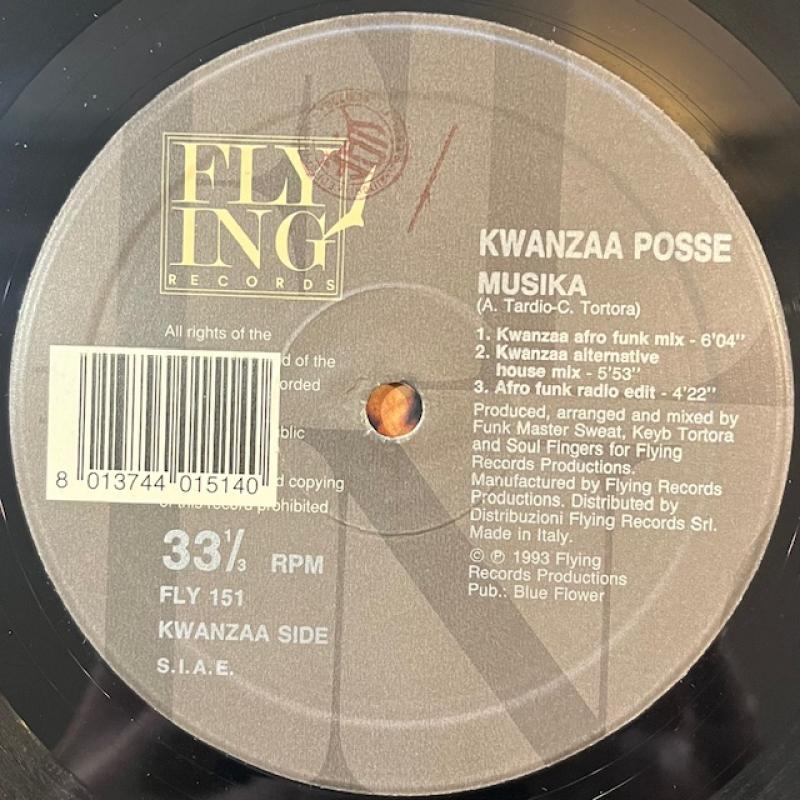 FLY
ING
RECORDS
All rights of the
d of the
orded
blic
d copying
of this record prohibited
8 013744 015140
33⅓ RPM
FLY 151
KWANZAA SIDE
S.I.A.E.
KWANZAA POSSE
MUSIKA
(A. Tardio-C. Tortora)
1. Kwanzaa afro funk mix - 6'04"
2. Kwanzaa alternative
house mix - 5'53"
3. Afro funk radio edit - 4'22"
Produced, arranged and mixed by
Funk Master Sweat, Keyb Tortora
and Soul Fingers for Flying
Records Productions.
Manufactured by Flying Records
Productions. Distributed by
Distribuzioni Flying Records Srl.
Made in Italy.
© ℗ 1993 Flying
Records Productions
Pub.: Blue Flower